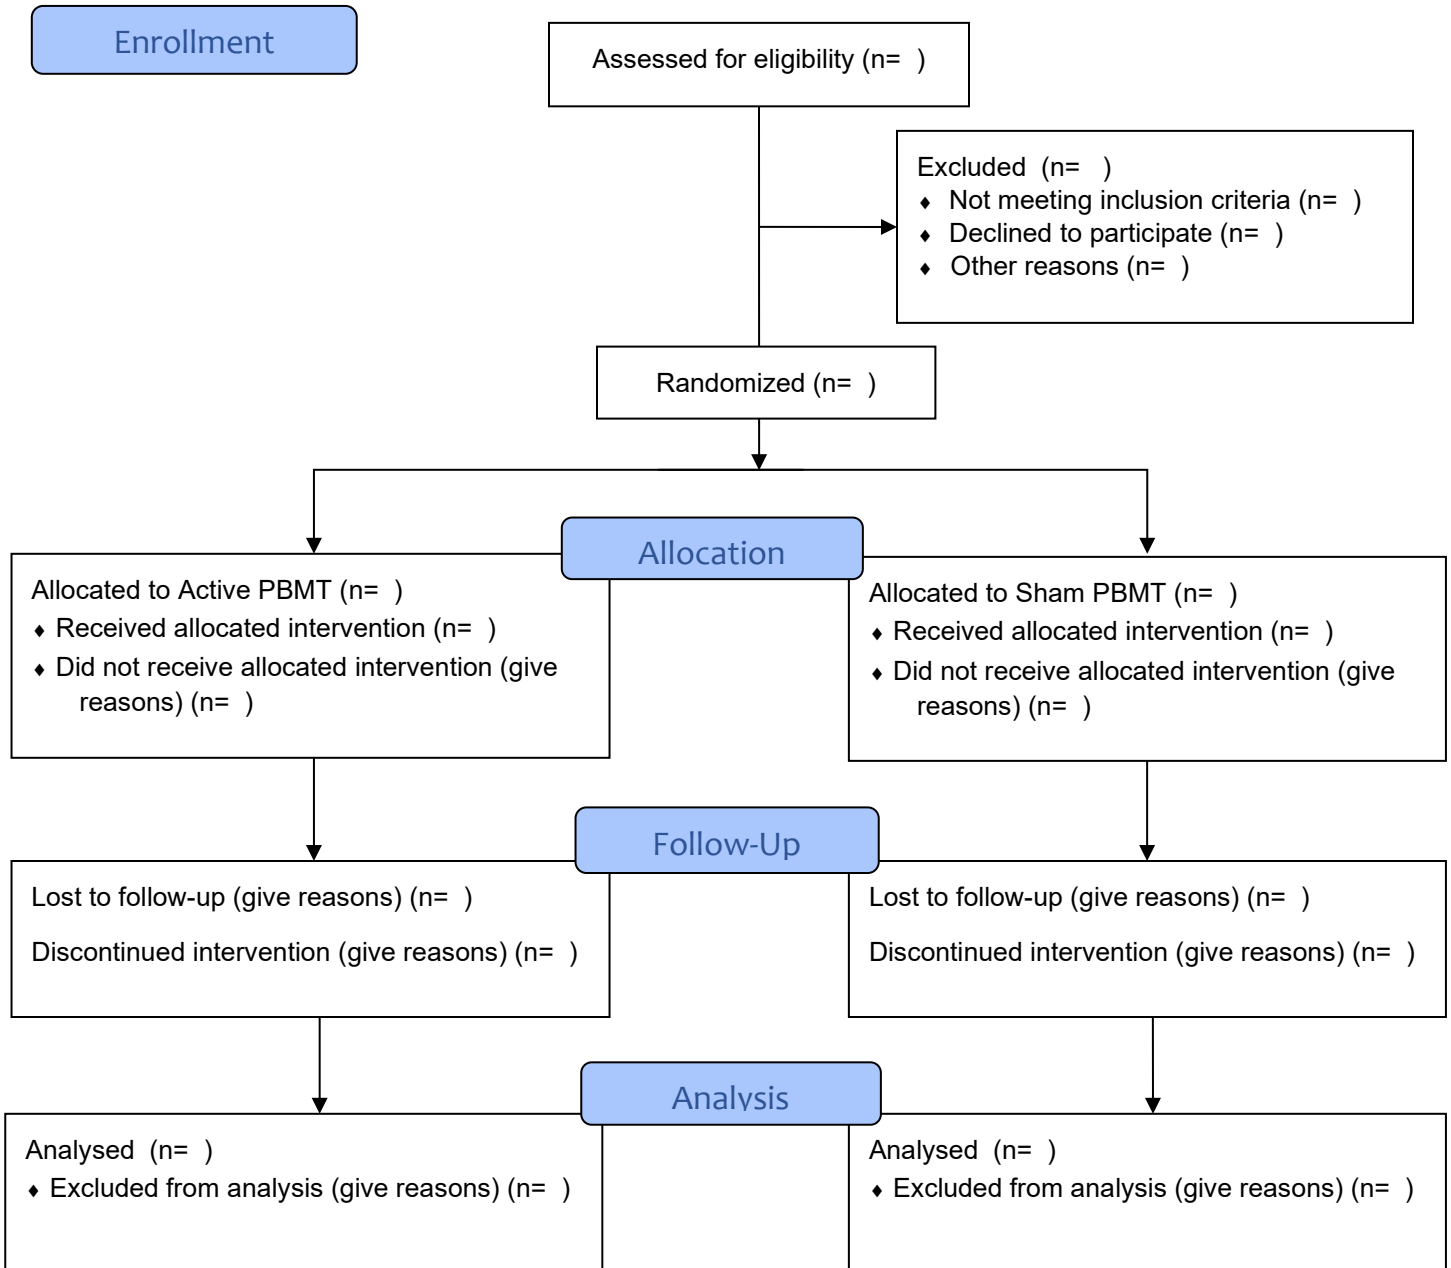 Enrollment
Assessed for eligibility (n=  )
Excluded  (n=   )
♦ Not meeting inclusion criteria (n=  )
♦ Declined to participate (n=  )
♦ Other reasons (n=  )
Randomized (n=  )
Allocation
Allocated to Active PBMT (n=  )
♦ Received allocated intervention (n=  )
♦ Did not receive allocated intervention (give
reasons) (n=  )
Allocated to Sham PBMT (n=  )
♦ Received allocated intervention (n=  )
♦ Did not receive allocated intervention (give
reasons) (n=  )
Follow-Up
Lost to follow-up (give reasons) (n=  )
Discontinued intervention (give reasons) (n=  )
Lost to follow-up (give reasons) (n=  )
Discontinued intervention (give reasons) (n=  )
Analysis
Analysed  (n=  )
♦ Excluded from analysis (give reasons) (n=  )
Analysed  (n=  )
♦ Excluded from analysis (give reasons) (n=  )